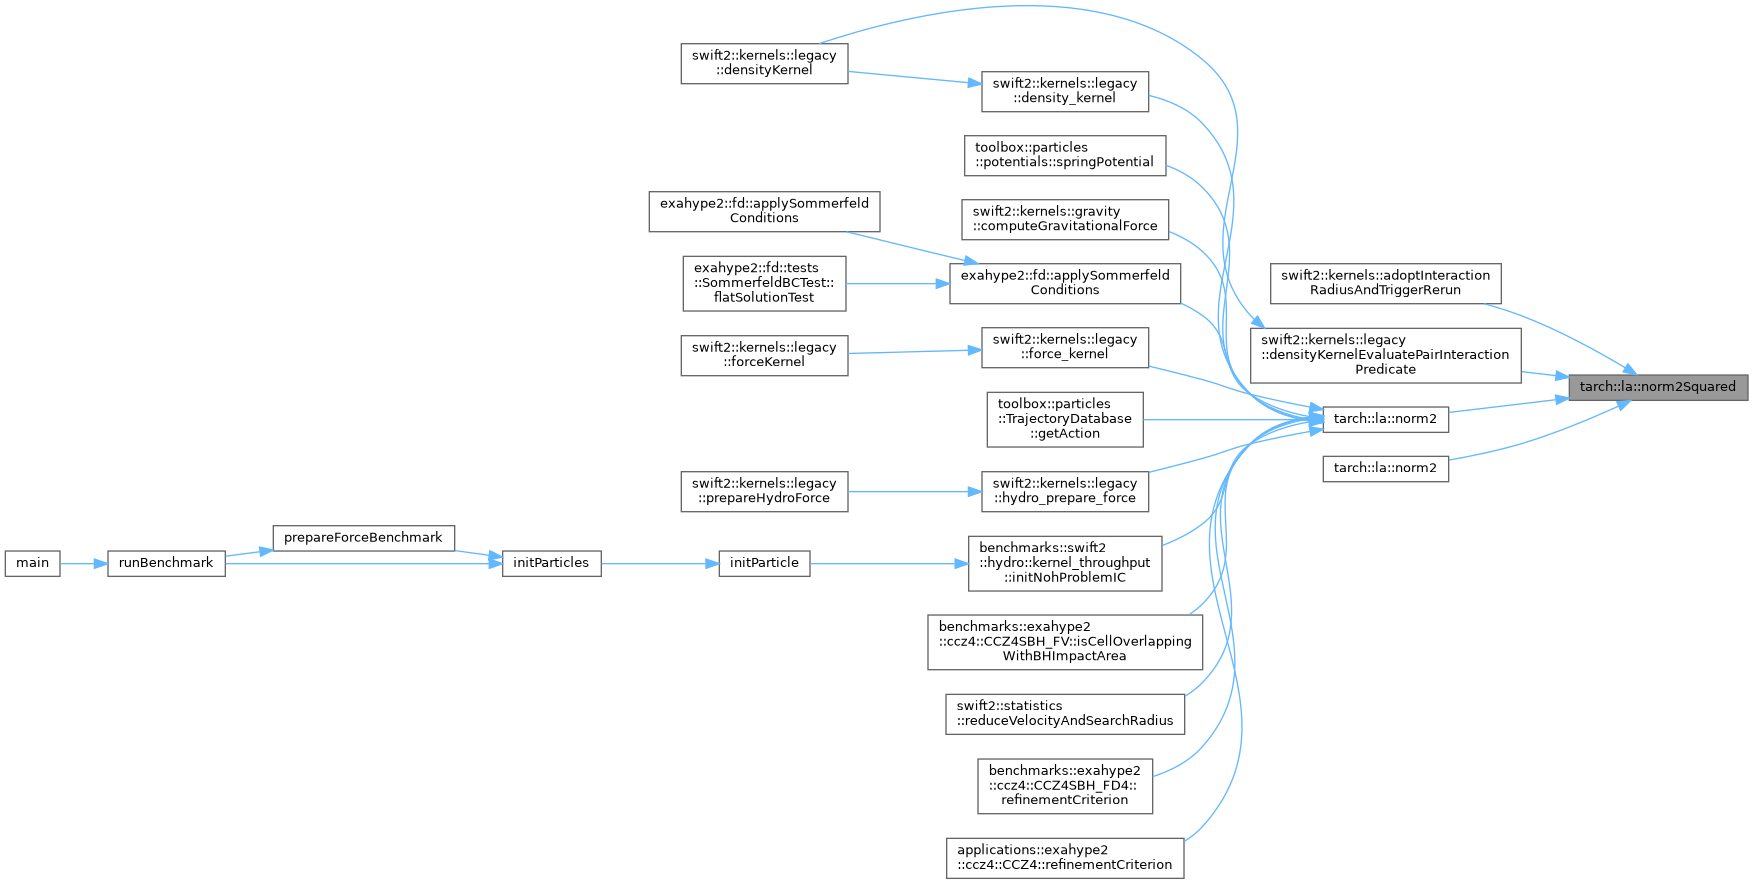 swift2::kernels::legacy
::densityKernel
swift2::kernels::legacy
::density_kernel
toolbox::particles
::potentials::springPotential
exahype2::fd::applySommerfeld
Conditions
swift2::kernels::gravity
::computeGravitationalForce
exahype2::fd::tests
::SommerfeldBCTest::
flatSolutionTest
exahype2::fd::applySommerfeld
Conditions
swift2::kernels::adoptInteraction
RadiusAndTriggerRerun
swift2::kernels::legacy
::forceKernel
swift2::kernels::legacy
::force_kernel
swift2::kernels::legacy
::densityKernelEvaluatePairInteraction
Predicate
tarch::la::norm2Squared
toolbox::particles
::TrajectoryDatabase
::getAction
tarch::la::norm2
tarch::la::norm2
swift2::kernels::legacy
::prepareHydroForce
swift2::kernels::legacy
::hydro_prepare_force
main
runBenchmark
prepareForceBenchmark
initParticles
initParticle
benchmarks::swift2
::hydro::kernel_throughput
::initNohProblemIC
benchmarks::exahype2
::ccz4::CCZ4SBH_FV::isCellOverlapping
WithBHImpactArea
swift2::statistics
::reduceVelocityAndSearchRadius
benchmarks::exahype2
::ccz4::CCZ4SBH_FD4::
refinementCriterion
applications::exahype2
::ccz4::CCZ4::refinementCriterion